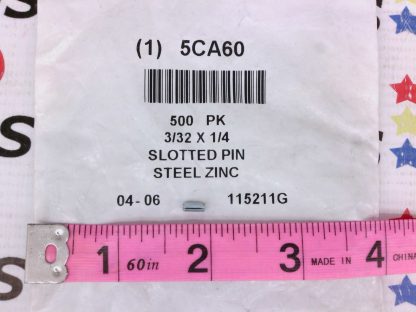 (1) 5CA60
500 PK
3/32 X 1/4
SLOTTED PIN
STEEL ZINC
04-06 115211G
1 60in 2 3 MADE IN 4 CHINA